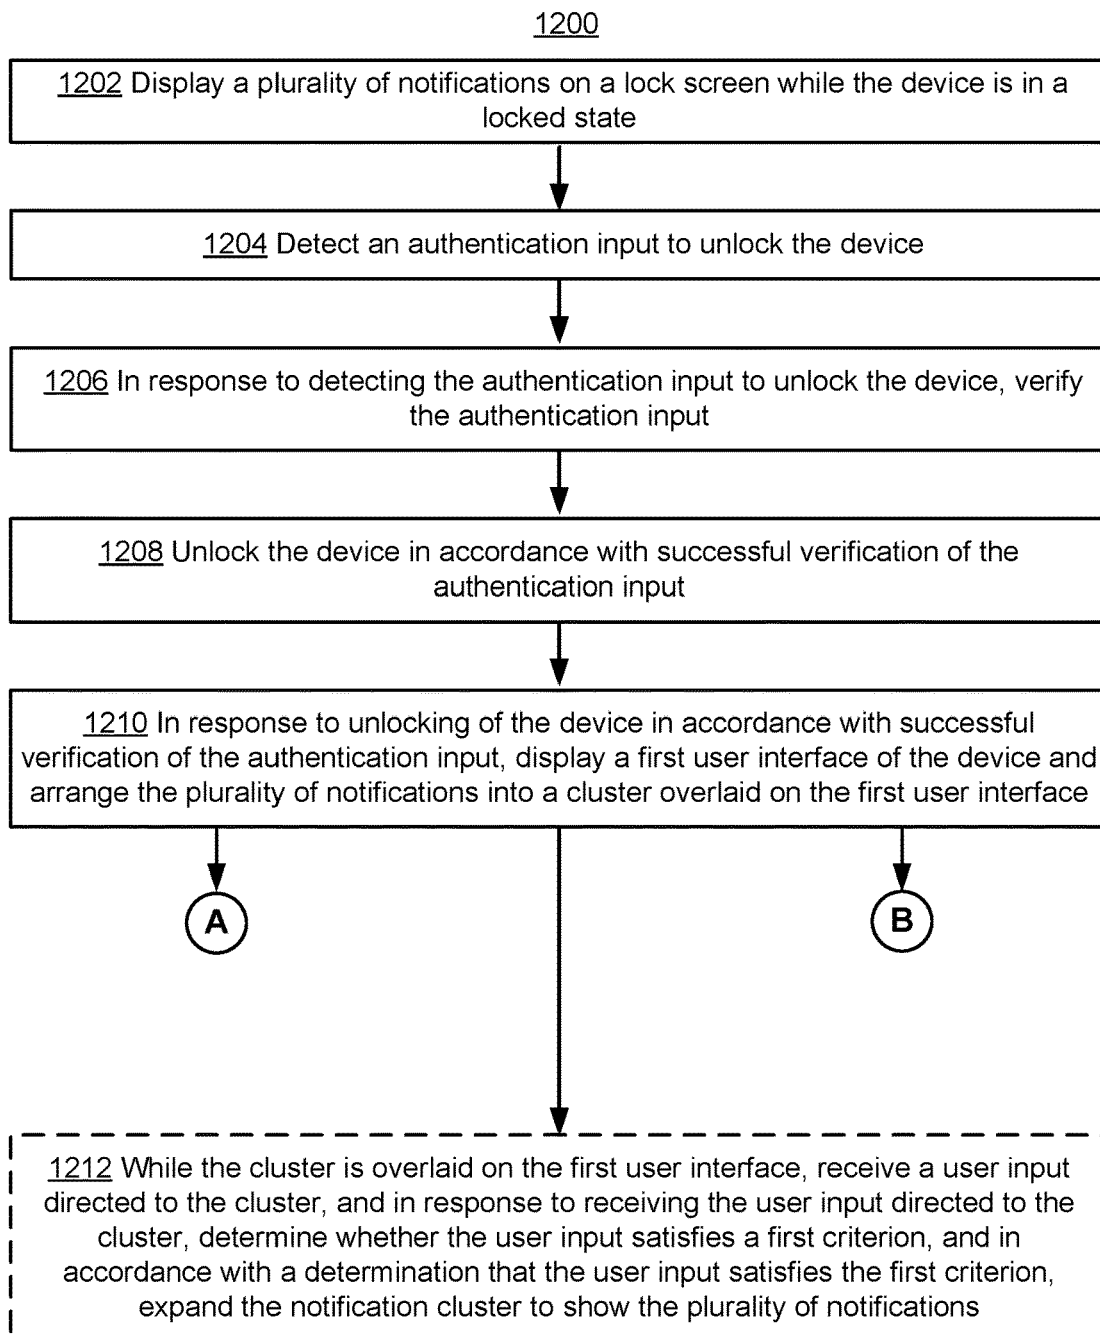 1200
1202 Display a plurality of notifications on a lock screen while the device is in a
locked state
1204 Detect an authentication input to unlock the device
1206 In response to detecting the authentication input to unlock the device, verify
the authentication input
1208 Unlock the device in accordance with successful verification of the
authentication input
1210 In response to unlocking of the device in accordance with successful
verification of the authentication input, display a first user interface of the device and
arrange the plurality of notifications into a cluster overlaid on the first user interface
A
B
1212 While the cluster is overlaid on the first user interface, receive a user input
directed to the cluster, and in response to receiving the user input directed to the
cluster, determine whether the user input satisfies a first criterion, and in
accordance with a determination that the user input satisfies the first criterion,
expand the notification cluster to show the plurality of notifications